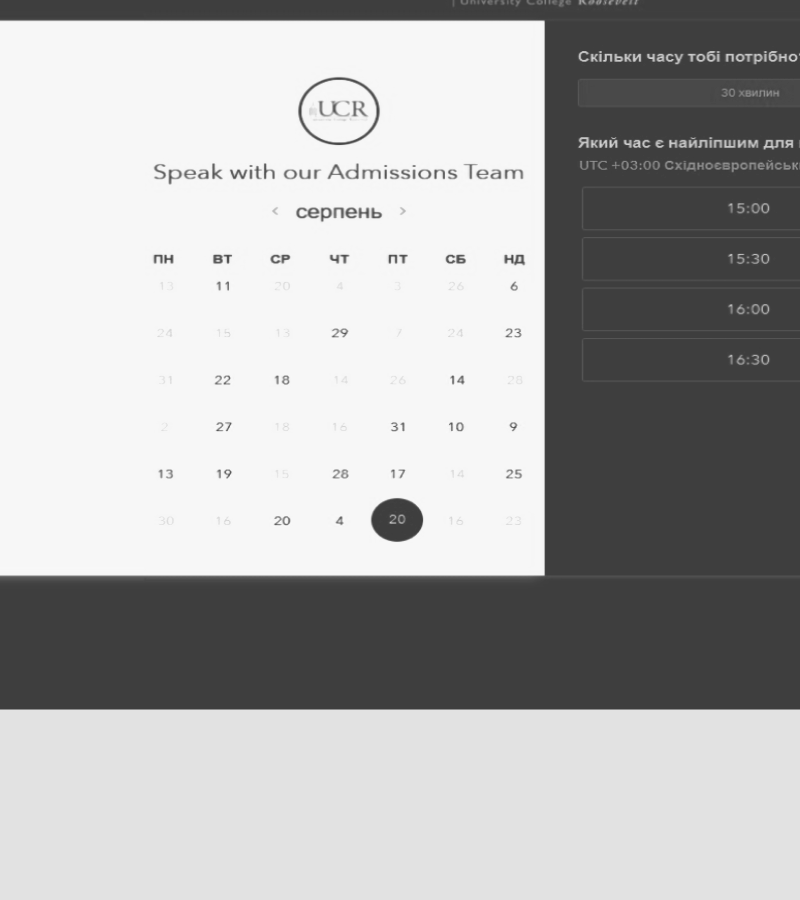 | University College Roosevelt
UCR
Speak with our Admissions Team
< серпень >
ПН ВТ СР ЧТ ПТ СБ НД
13 11 20 4 3 26 6
24 15 13 29 7 24 23
31 22 18 14 26 14 28
2 27 18 16 31 10 9
13 19 15 28 17 14 25
30 16 20 4 20 16 23
Скільки часу тобі потрібно
30 хвилин
Який час є найліпшим для
UTC +03:00 Східноєвропейськ
15:00
15:30
16:00
16:30